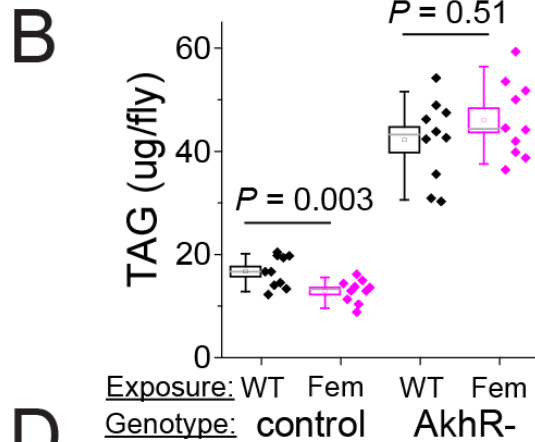 B
P = 0.51
60
TAG (ug/fly)
40
P = 0.003
20
0
Exposure: WT Fem WT Fem
Genotype: control AkhR-
D